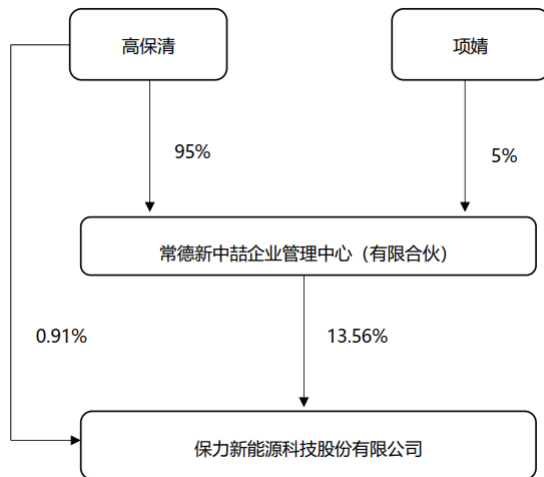 高保清
项婧
95%
5%
常德新中喆企业管理中心（有限合伙）
0.91%
13.56%
保力新能源科技股份有限公司